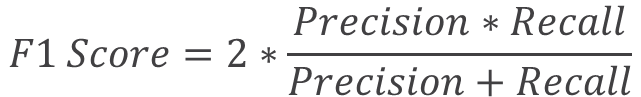 F1 Score = 2 * Precision * Recall / Precision + Recall